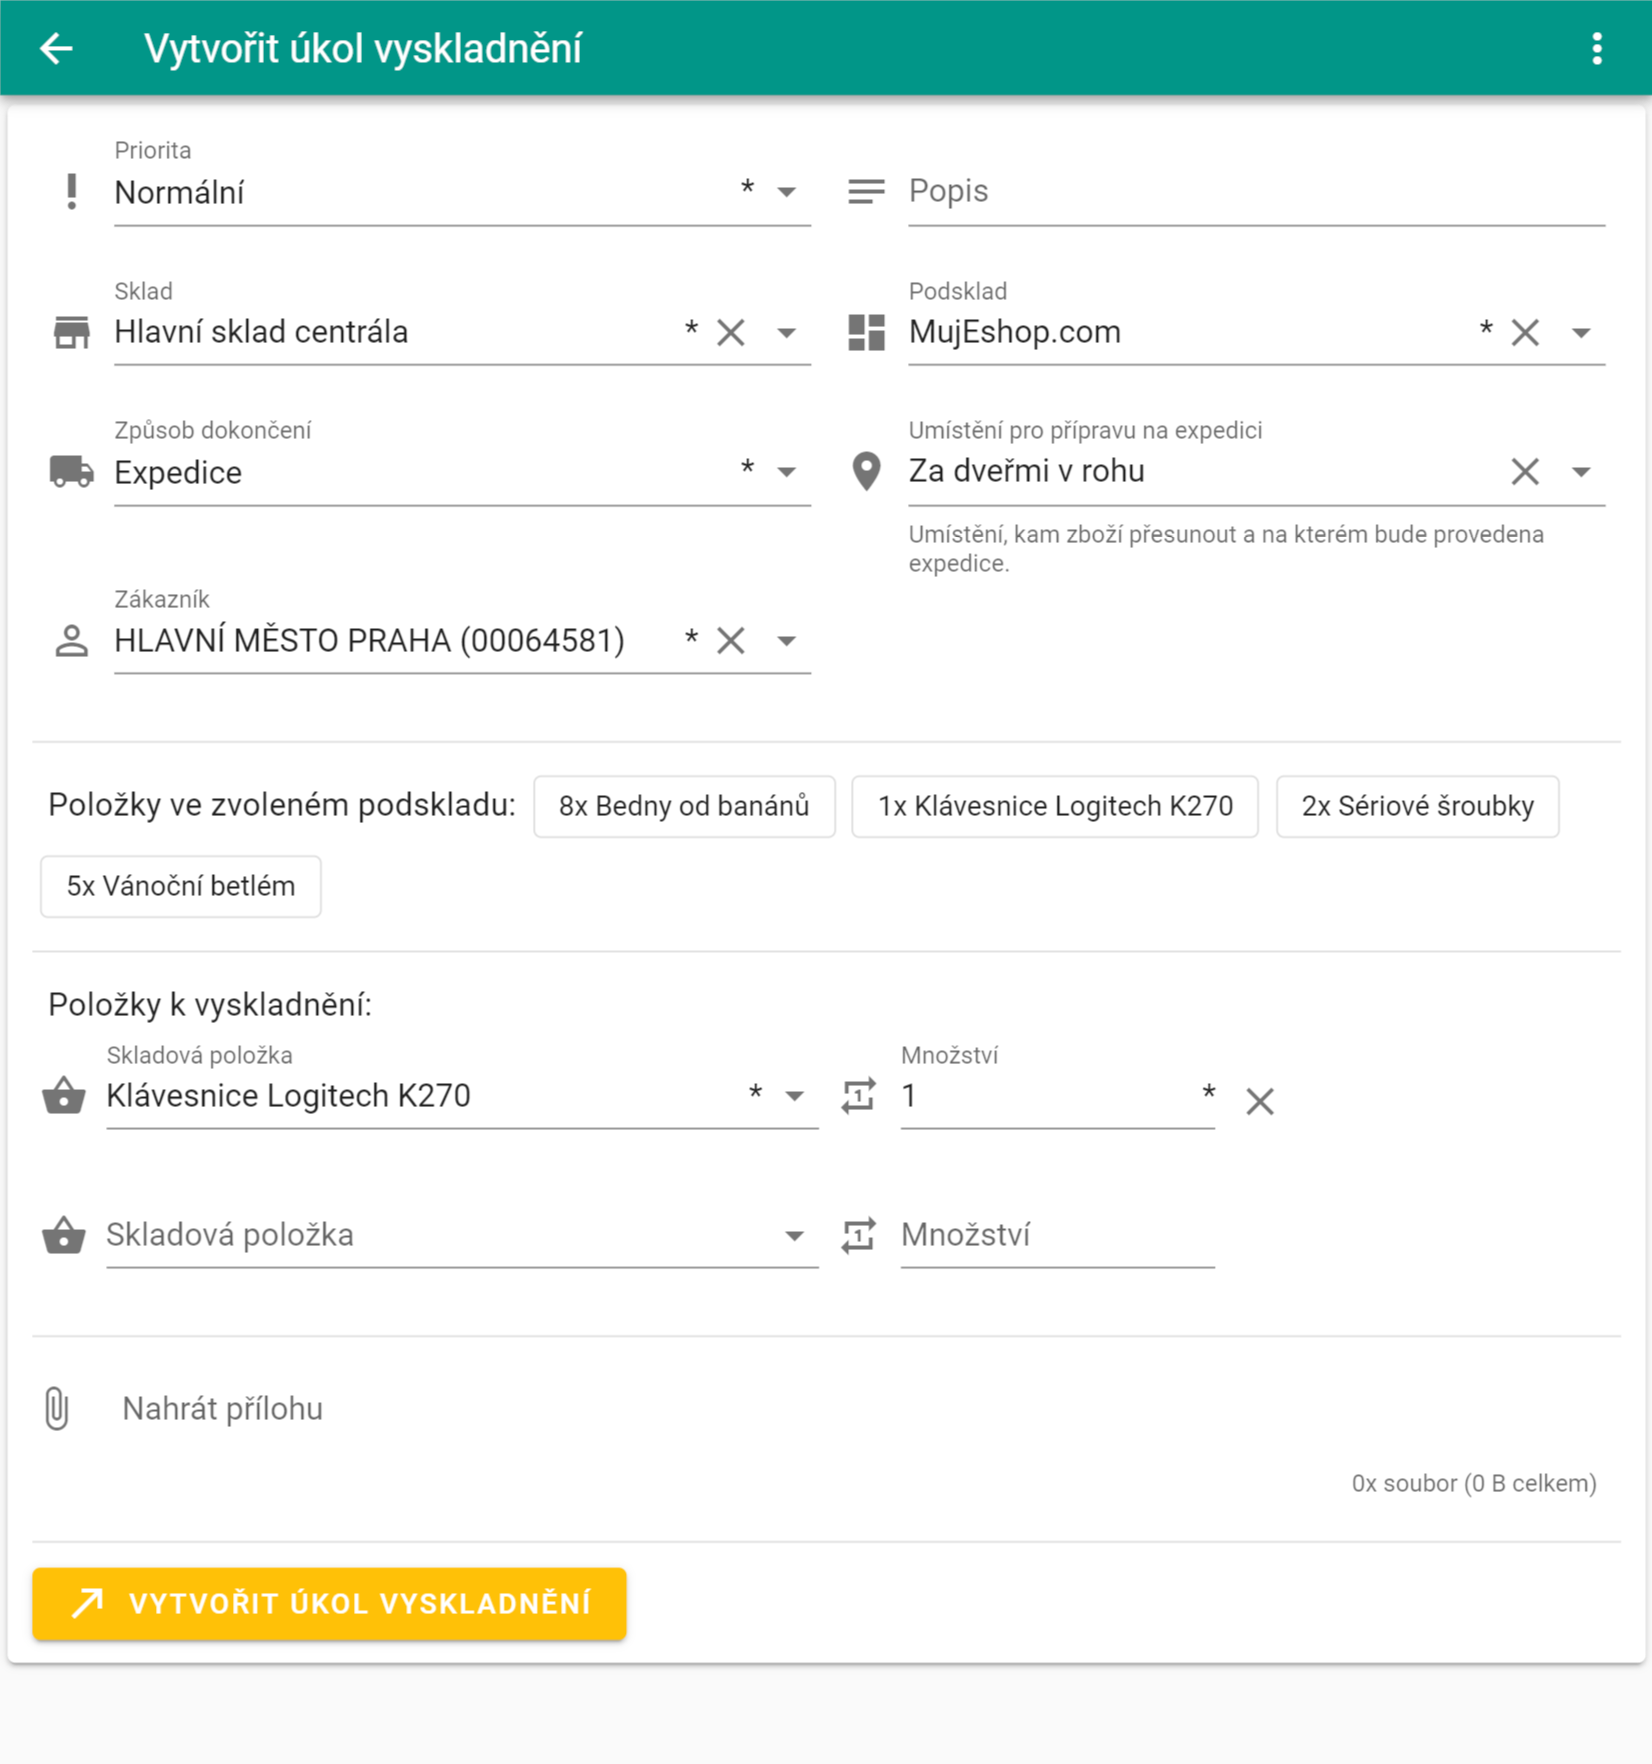 Vytvořit úkol vyskladnění
Priorita
Normální *
Popis
Sklad
Hlavní sklad centrála *
Podsklad
MujEshop.com *
Způsob dokončení
Expedice *
Umístění pro přípravu na expedici
Za dveřmi v rohu
Umístění, kam zboží přesunout a na kterém bude provedena
expedice.
Zákazník
HLAVNÍ MĚSTO PRAHA (00064581) *
Položky ve zvoleném podskladu: 8x Bedny od banánů 1x Klávesnice Logitech K270 2x Sériové šroubky
5x Vánoční betlém
Položky k vyskladnění:
Skladová položka
Klávesnice Logitech K270 *
Množství
1 *
Skladová položka
Množství
Nahrát přílohu
0x soubor (0 B celkem)
VYTVOŘIT ÚKOL VYSKLADNĚNÍ